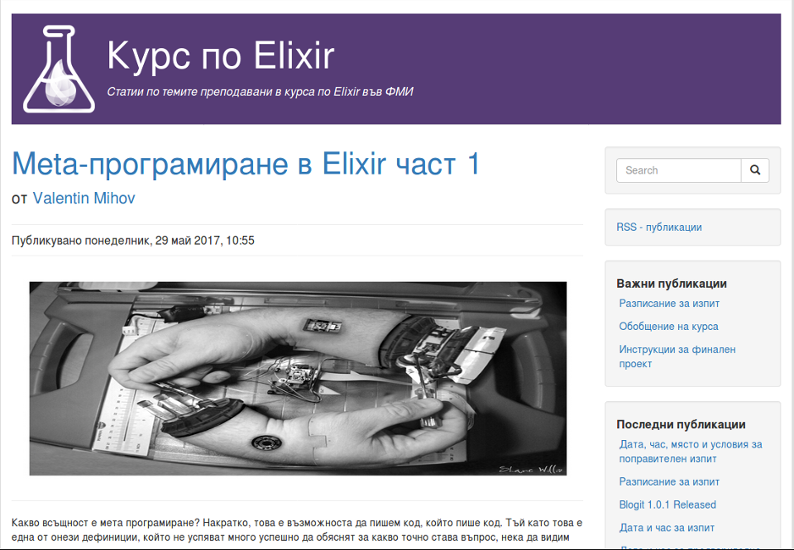 Курс по Elixir
Статии по темите преподавани в курса по Elixir във ФМИ
Meta-програмиране в Elixir част 1
от Valentin Mihov
Публикувано понеделник, 29 май 2017, 10:55
Какво всъщност е мета програмиране? Накратко, това е възможноста да пишем код, който пише код. Тъй като това е
една от онези дефиниции, който не успяват много успешно да обяснят за какво точно става въпрос, нека да видим
Search
RSS - публикации
Важни публикации
Разписание за изпит
Обобщение на курса
Инструкции за финален
проект
Последни публикации
Дата, час, място и условия за
поправителен изпит
Разписание за изпит
Blogit 1.0.1 Released
Дата и час за изпит